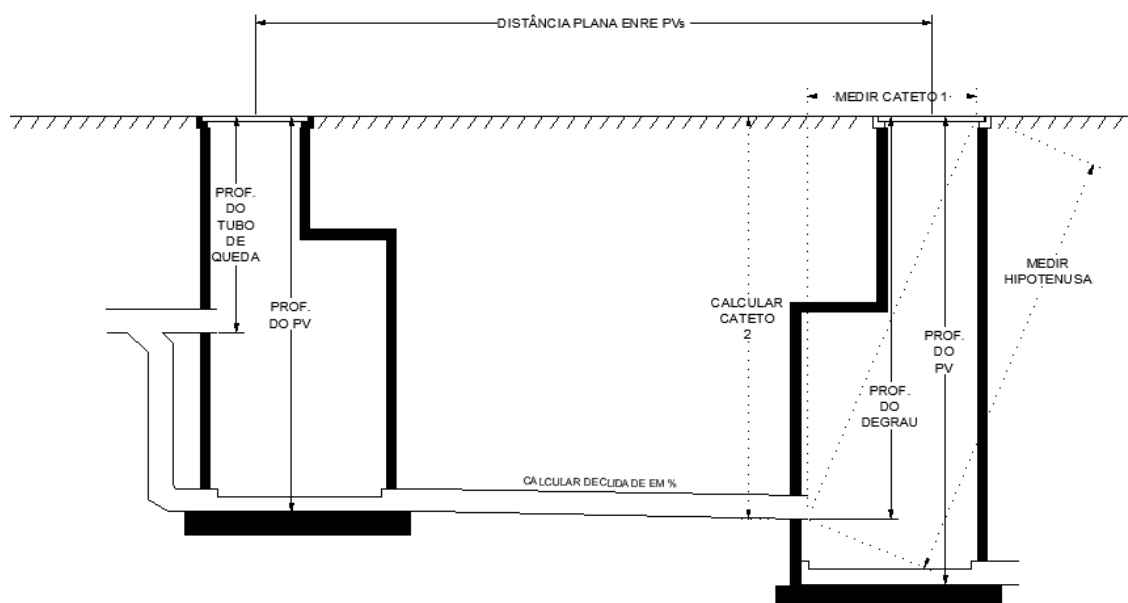 DISTÂNCIA PLANA ENRE PVs
MEDIR CATETO 1
PROF.
DO
TUBO
DE
QUEDA
PROF.
DO PV
CALCULAR
CATETO
2
PROF.
DO
PV
MEDIR
HIPOTENUSA
PROF.
DO
DEGRAU
CALCULAR DECLIDADE EM %